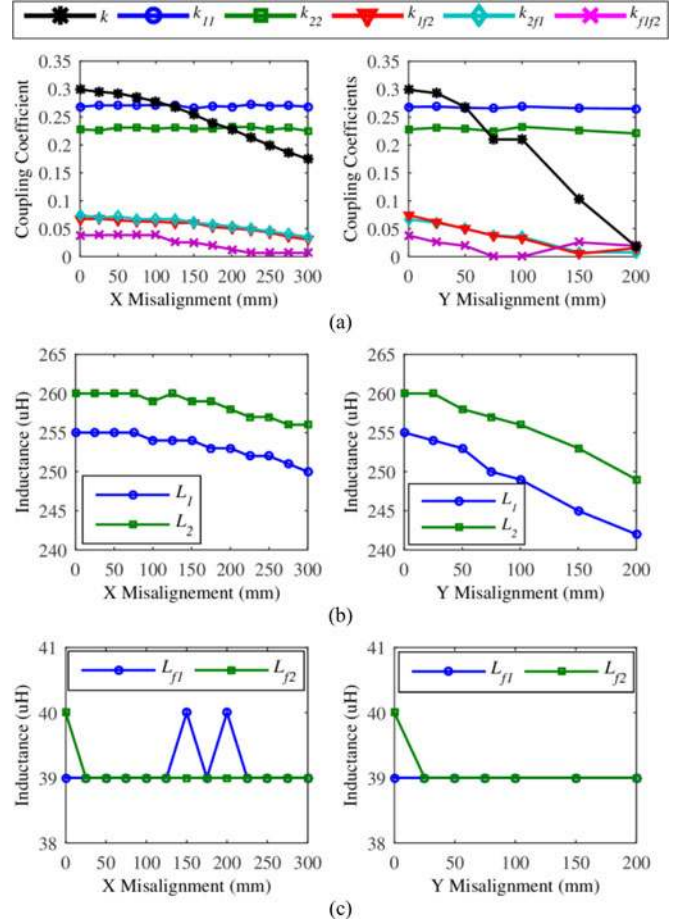 k k11 k22 k1f2 k2f1 kf1f2
Coupling Coefficient
0.3
0.25
0.2
0.15
0.1
0.05
0
0 50 100 150 200 250 300
X Misalignment (mm)
Coupling Coefficients
0.3
0.25
0.2
0.15
0.1
0.05
0
0 50 100 150 200
Y Misalignment (mm)
(a)
Inductance (uH)
265
260
255
250
245
240
L1
L2
0 50 100 150 200 250 300
X Misalignement (mm)
Inductance (uH)
265
260
255
250
245
240
L1
L2
0 50 100 150 200
Y Misalignment (mm)
(b)
Inductance (uH)
41
40
39
38
Lf1 Lf2
0 50 100 150 200 250 300
X Misalignment (mm)
Inductance (uH)
41
40
39
38
Lf1 Lf2
0 50 100 150 200
Y Misalignment (mm)
(c)